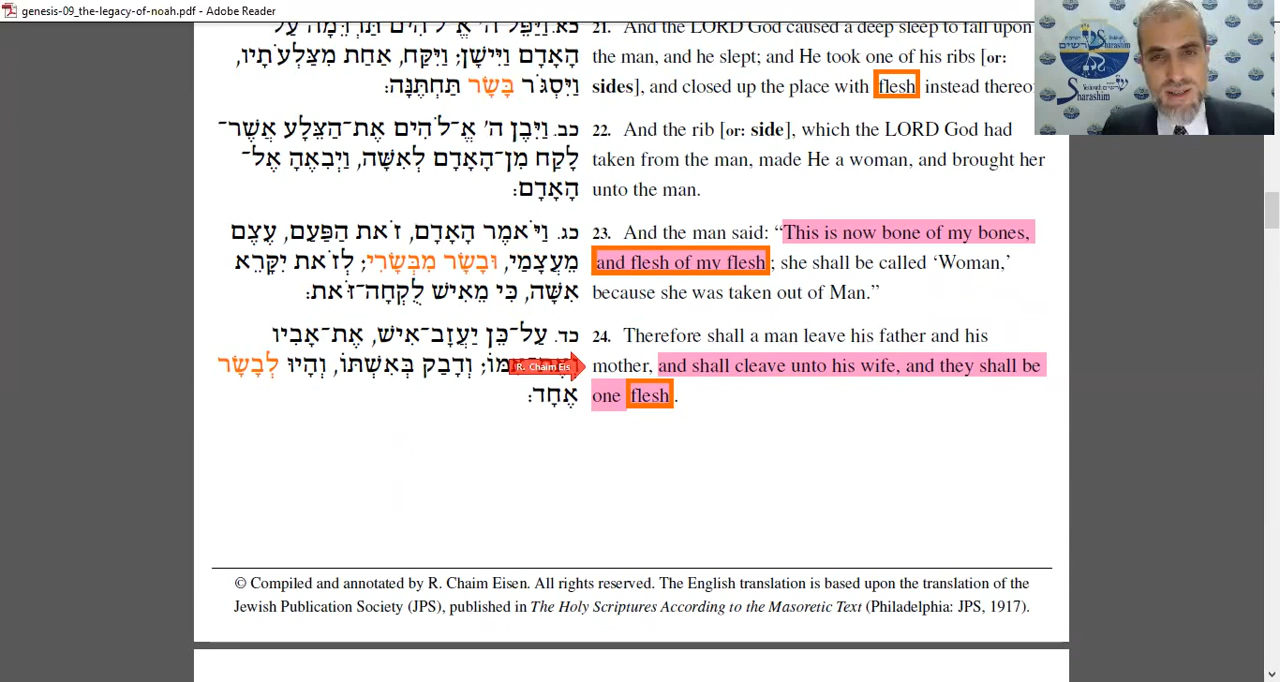 genesis-09_the-legacy-of-noah.pdf - Adobe Reader
כא. וַיַּפֵּל ה' אֱ־לֹהִים תַּרְדֵּמָה עַל־
הָאָדָם וַיִּישָׁן; וַיִּקַּח, אַחַת מִצַּלְעֹתָיו,
וַיִּסְגֹּר בָּשָׂר תַּחְתֶּנָּה:
21. And the LORD God caused a deep sleep to fall upon
the man, and he slept; and He took one of his ribs [or:
sides], and closed up the place with flesh instead thereo
כב. וַיִּבֶן ה' אֱ־לֹהִים אֶת־הַצֵּלָע אֲשֶׁר־
לָקַח מִן־הָאָדָם לְאִשָּׁה, וַיְבִאֶהָ אֶל־
הָאָדָם:
22. And the rib [or: side], which the LORD God had
taken from the man, made He a woman, and brought her
unto the man.
כג. וַיֹּאמֶר הָאָדָם, זֹאת הַפַּעַם, עֶצֶם
מֵעֲצָמַי, וּבָשָׂר מִבְּשָׂרִי; לְזֹאת יִקָּרֵא
אִשָּׁה, כִּי מֵאִישׁ לֻקְחָה־זֹּאת:
23. And the man said: “This is now bone of my bones,
and flesh of my flesh; she shall be called ‘Woman,’
because she was taken out of Man.”
כד. עַל־כֵּן יַעֲזָב־אִישׁ, אֶת־אָבִיו
וְאֶת־אִמּוֹ; וְדָבַק בְּאִשְׁתּוֹ, וְהָיוּ לְבָשָׂר
אֶחָד:
24. Therefore shall a man leave his father and his
mother, and shall cleave unto his wife, and they shall be
one flesh.
R. Chaim Eis
© Compiled and annotated by R. Chaim Eisen. All rights reserved. The English translation is based upon the translation of the
Jewish Publication Society (JPS), published in The Holy Scriptures According to the Masoretic Text (Philadelphia: JPS, 1917).
Sharashim